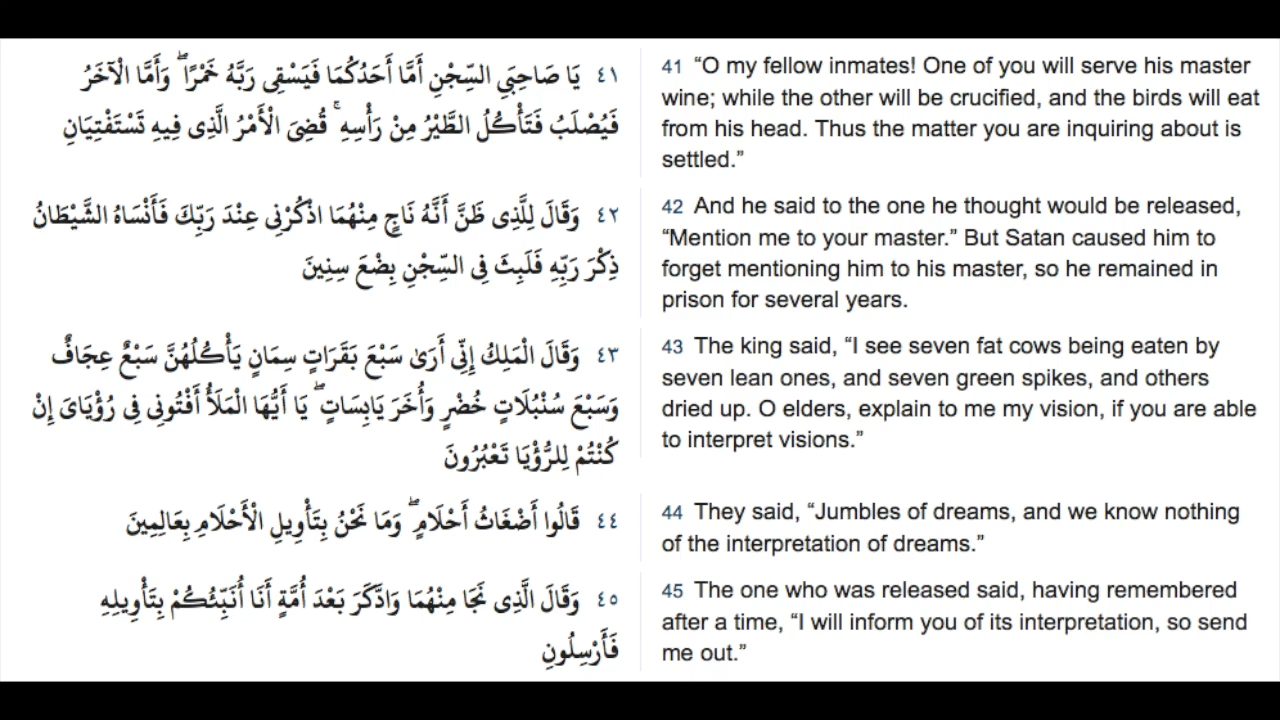 ٤١ يَا صَاحِبَيِ السِّجْنِ أَمَّا أَحَدُكُمَا فَيَسْقِى رَبَّهُ خَمْرًا ۖ وَأَمَّا الْآخَرُ
فَيُصْلَبُ فَتَأْكُلُ الطَّيْرُ مِنْ رَأْسِهِ ۚ قُضِىَ الْأَمْرُ الَّذِى فِيهِ تَسْتَفْتِيَانِ
41 “O my fellow inmates! One of you will serve his master
wine; while the other will be crucified, and the birds will eat
from his head. Thus the matter you are inquiring about is
settled.”
٤٢ وَقَالَ لِلَّذِى ظَنَّ أَنَّهُ نَاجٍ مِنْهُمَا اذْكُرْنِى عِنْدَ رَبِّكَ فَأَنْسَاهُ الشَّيْطَانُ
ذِكْرَ رَبِّهِ فَلَبِثَ فِى السِّجْنِ بِضْعَ سِنِينَ
42 And he said to the one he thought would be released,
“Mention me to your master.” But Satan caused him to
forget mentioning him to his master, so he remained in
prison for several years.
٤٣ وَقَالَ الْمَلِكُ إِنِّى أَرَىٰ سَبْعَ بَقَرَاتٍ سِمَانٍ يَأْكُلُهُنَّ سَبْعٌ عِجَافٌ
وَسَبْعَ سُنْبُلَاتٍ خُضْرٍ وَأُخَرَ يَابِسَاتٍ ۖ يَا أَيُّهَا الْمَلَأُ أَفْتُونِى فِى رُؤْيَاىَ إِنْ
كُنْتُمْ لِلرُّؤْيَا تَعْبُرُونَ
43 The king said, “I see seven fat cows being eaten by
seven lean ones, and seven green spikes, and others
dried up. O elders, explain to me my vision, if you are able
to interpret visions.”
٤٤ قَالُوا أَضْغَاثُ أَحْلَامٍ ۖ وَمَا نَحْنُ بِتَأْوِيلِ الْأَحْلَامِ بِعَالِمِينَ
44 They said, “Jumbles of dreams, and we know nothing
of the interpretation of dreams.”
٤٥ وَقَالَ الَّذِى نَجَا مِنْهُمَا وَادَّكَرَ بَعْدَ أُمَّةٍ أَنَا أُنَبِّئُكُمْ بِتَأْوِيلِهِ
فَأَرْسِلُونِ
45 The one who was released said, having remembered
after a time, “I will inform you of its interpretation, so send
me out.”